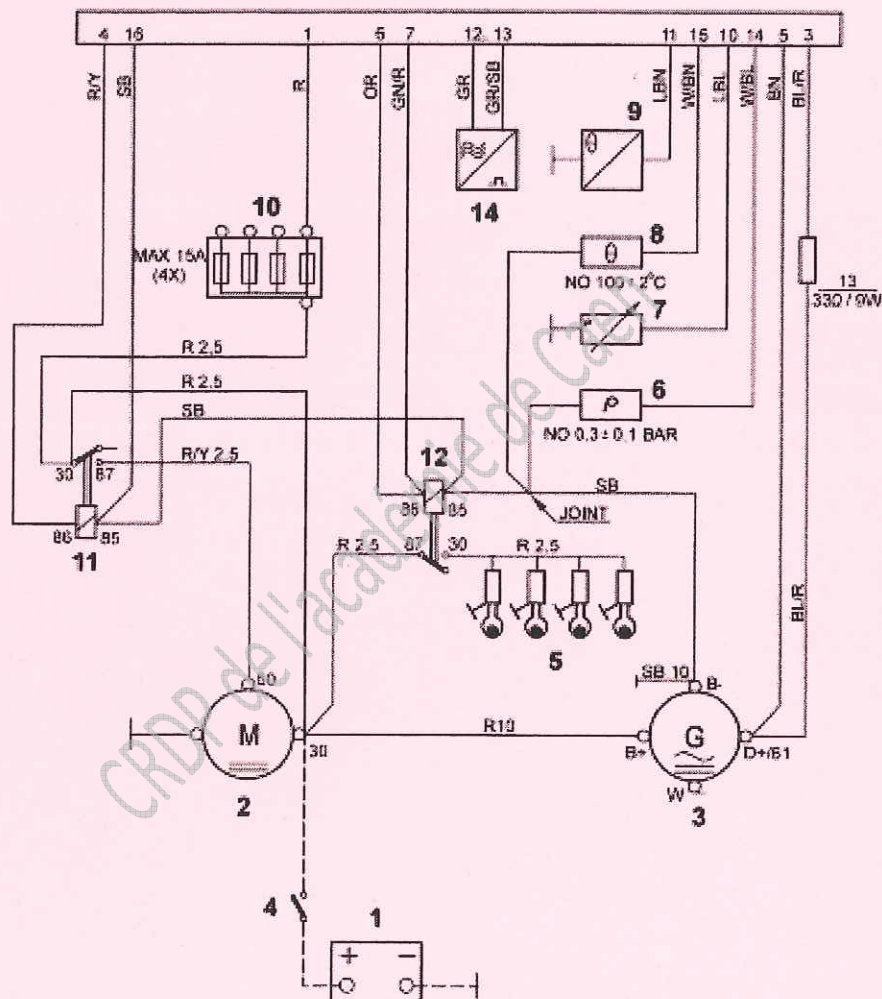 4 16 1 6 7 12 13 11 15 10 14 5 3
R/Y SB R OR GN/R GR GR/SB LBN W/BN LBL W/BL BN BL/R
9
θ
10
14
8
MAX 15A
(4X)
θ
NO 100 ± 2°C
13
33Ω / 9W
7
R 2,5
R 2,5
6
SB
P
NO 0,3 ± 0,1 BAR
12
R/Y 2,5
30 87
86 85
SB
JOINT
86 85
11
R 2,5 87 30 R 2,5
BL/R
5
SB 10
B-
M
R10
G
30
B+
D+/61
2
W
3
4
1
+ −
CRDP de l'académie de Caen